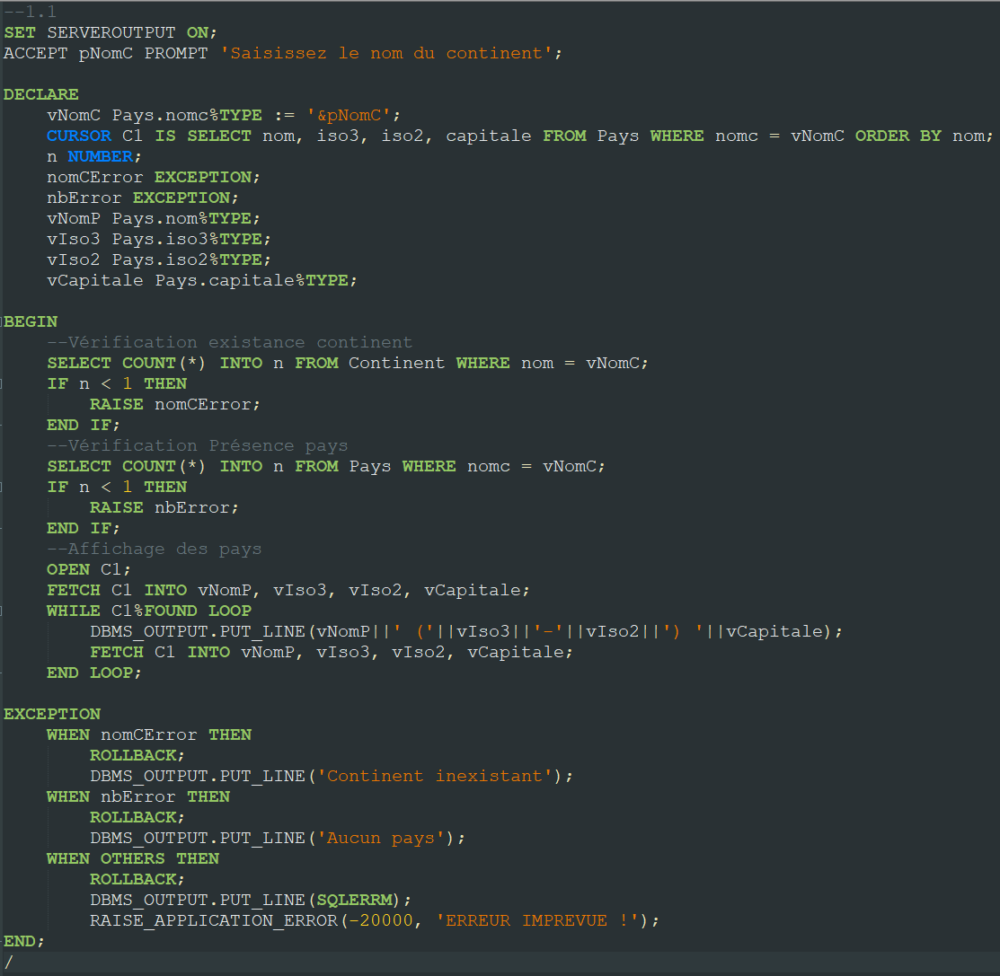 --1.1
SET SERVEROUTPUT ON;
ACCEPT pNomC PROMPT 'Saisissez le nom du continent';

DECLARE
    vNomC Pays.nomc%TYPE := '&pNomC';
    CURSOR C1 IS SELECT nom, iso3, iso2, capitale FROM Pays WHERE nomc = vNomC ORDER BY nom;
    n NUMBER;
    nomCError EXCEPTION;
    nbError EXCEPTION;
    vNomP Pays.nom%TYPE;
    vIso3 Pays.iso3%TYPE;
    vIso2 Pays.iso2%TYPE;
    vCapitale Pays.capitale%TYPE;

BEGIN
    --Vérification existance continent
    SELECT COUNT(*) INTO n FROM Continent WHERE nom = vNomC;
    IF n < 1 THEN
        RAISE nomCError;
    END IF;
    --Vérification Présence pays
    SELECT COUNT(*) INTO n FROM Pays WHERE nomc = vNomC;
    IF n < 1 THEN
        RAISE nbError;
    END IF;
    --Affichage des pays
    OPEN C1;
    FETCH C1 INTO vNomP, vIso3, vIso2, vCapitale;
    WHILE C1%FOUND LOOP
        DBMS_OUTPUT.PUT_LINE(vNomP||' ('||vIso3||'-'||vIso2||') '||vCapitale);
        FETCH C1 INTO vNomP, vIso3, vIso2, vCapitale;
    END LOOP;

EXCEPTION
    WHEN nomCError THEN
        ROLLBACK;
        DBMS_OUTPUT.PUT_LINE('Continent inexistant');
    WHEN nbError THEN
        ROLLBACK;
        DBMS_OUTPUT.PUT_LINE('Aucun pays');
    WHEN OTHERS THEN
        ROLLBACK;
        DBMS_OUTPUT.PUT_LINE(SQLERRM);
        RAISE_APPLICATION_ERROR(-20000, 'ERREUR IMPREVUE !');
END;
/